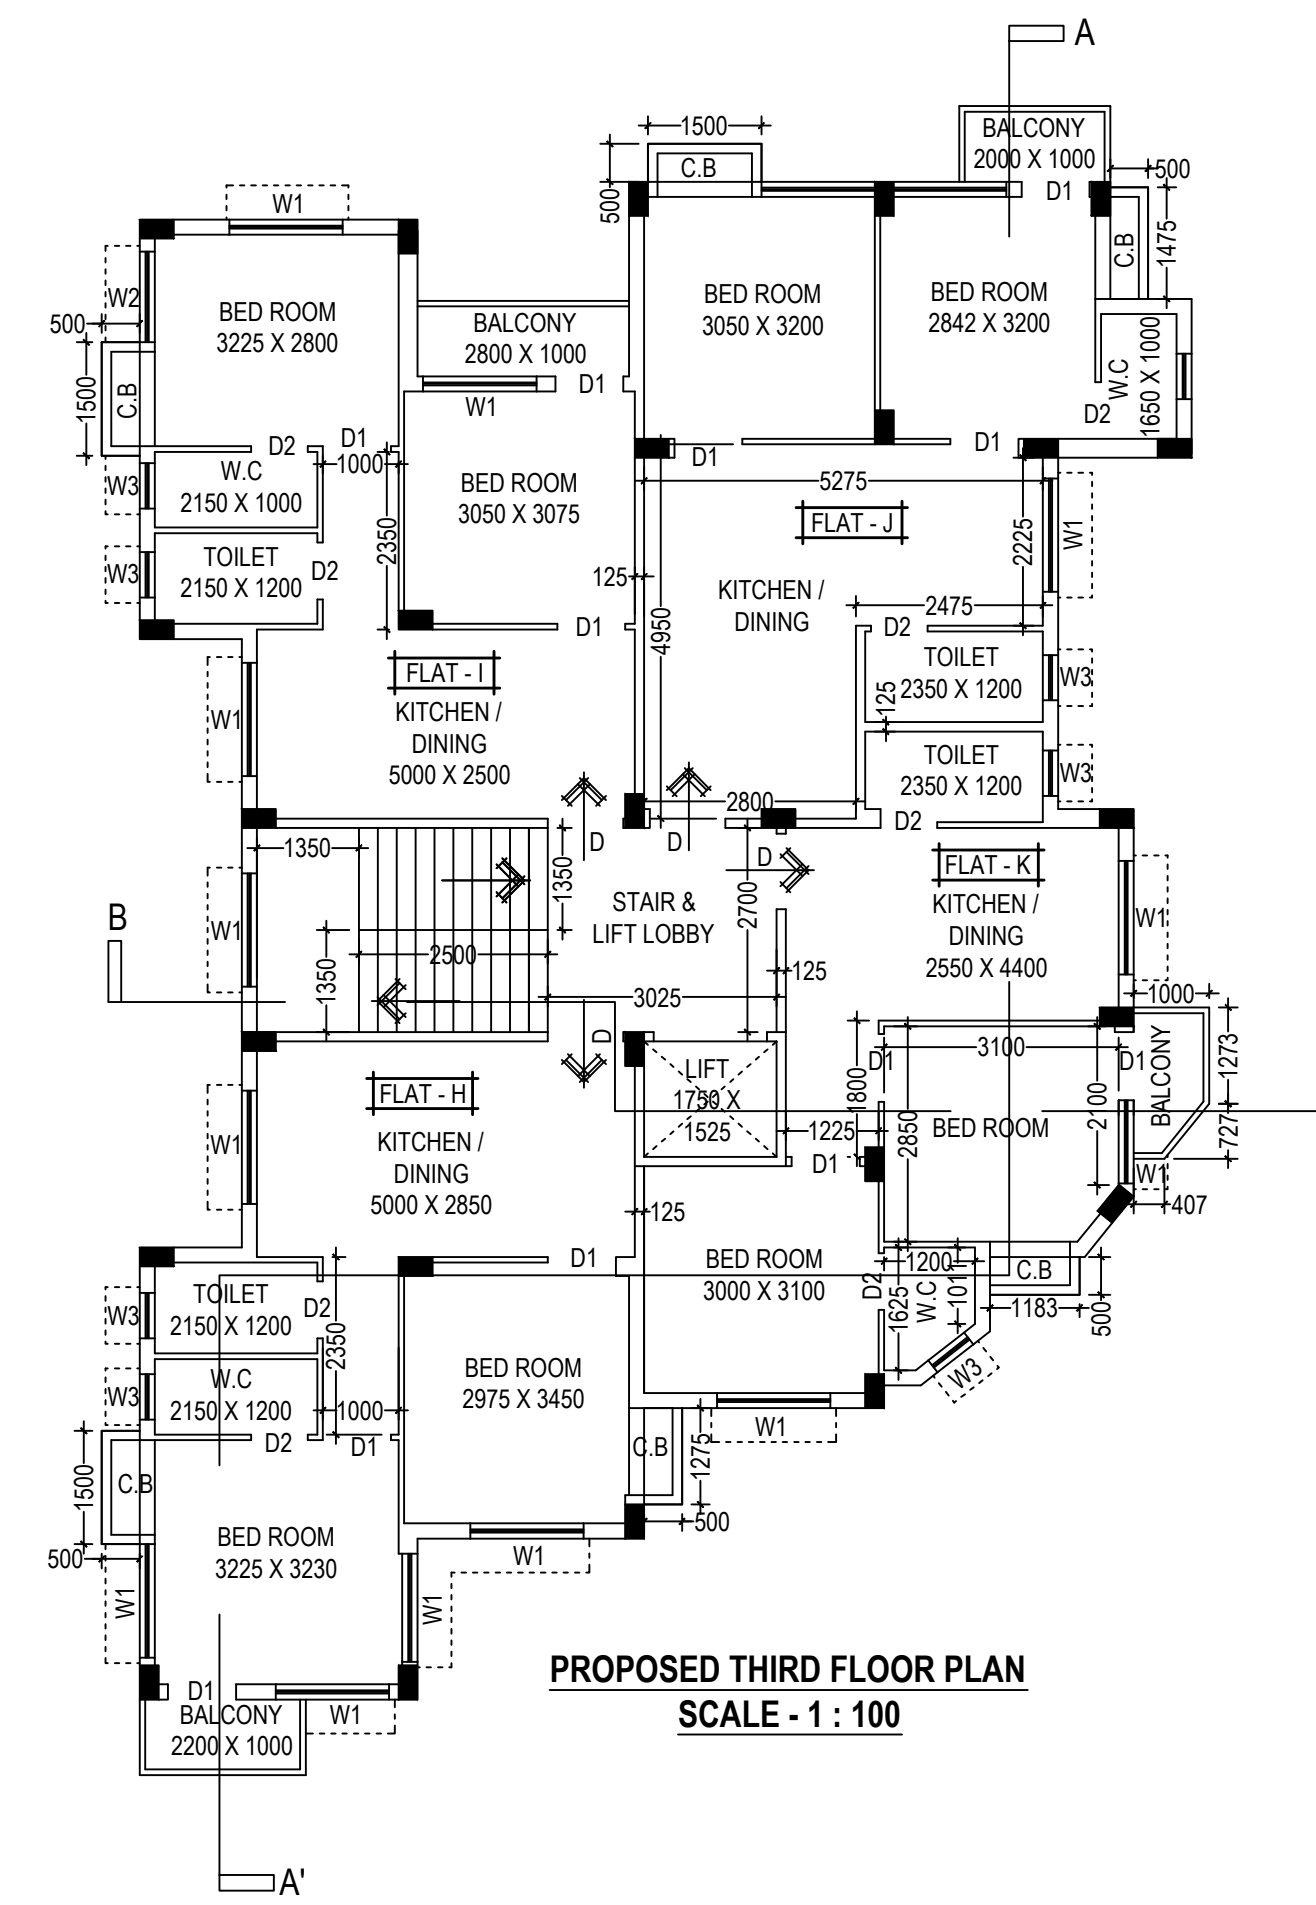 A
1500
C.B
500
BALCONY
2000 X 1000
D1
500
C.B
1475
W1
W2
500
1500
C.B
BED ROOM
3225 X 2800
BALCONY
2800 X 1000
D1
W1
BED ROOM
3050 X 3200
BED ROOM
2842 X 3200
W.C
1650 X 1000
D2
D2
D1
1000
W.C
2150 X 1000
W3
TOILET
2150 X 1200
W3
D2
2350
BED ROOM
3050 X 3075
D1
D1
D1
5275
FLAT - J
W1
2225
125
4950
KITCHEN /
DINING
2475
D2
TOILET
2350 X 1200
W3
125
TOILET
2350 X 1200
W3
D2
2800
FLAT - I
KITCHEN /
DINING
5000 X 2500
W1
1350
D
D
D
1350
2700
FLAT - K
KITCHEN /
DINING
2550 X 4400
W1
STAIR &
LIFT LOBBY
B
W1
1350
2500
125
3025
1000
D
LIFT
1750 X
1525
1800
D1
3100
D1
BALCONY
1273
727
2100
2850
BED ROOM
1225
D1
W1
407
FLAT - H
KITCHEN /
DINING
5000 X 2850
W1
125
D1
BED ROOM
3000 X 3100
D2
1200
1011
1625
W.C
C.B
1183
500
W3
TOILET
2150 X 1200
W3
D2
2350
W.C
2150 X 1200
W3
D2
1000
D1
BED ROOM
2975 X 3450
W1
C.B
1275
500
1500
C.B
500
BED ROOM
3225 X 3230
W1
W1
W1
D1
W1
BALCONY
2200 X 1000
PROPOSED THIRD FLOOR PLAN
SCALE - 1 : 100
A'